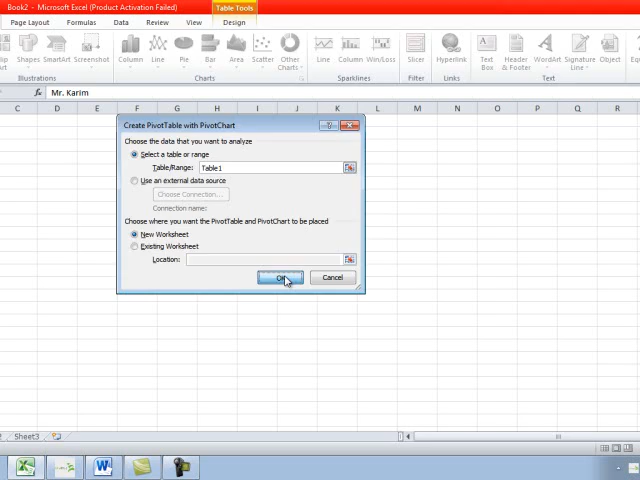 Book2 - Microsoft Excel (Product Activation Failed)
Table Tools
Page Layout Formulas Data Review View Design
Shapes SmartArt Screenshot Column Line Pie Bar Area Scatter Other Charts Line Column Win/Loss Slicer Hyperlink Text Box Header & Footer WordArt Signature Line Object
Illustrations Charts Sparklines Filter Links Text
fx Mr. Karim
C D E F G H I J K L M N O P Q R
Create PivotTable with PivotChart
Choose the data that you want to analyze
Select a table or range
Table/Range: Table1
Use an external data source
Choose Connection...
Connection name:
Choose where you want the PivotTable and PivotChart to be placed
New Worksheet
Existing Worksheet
Location:
OK Cancel
Sheet3